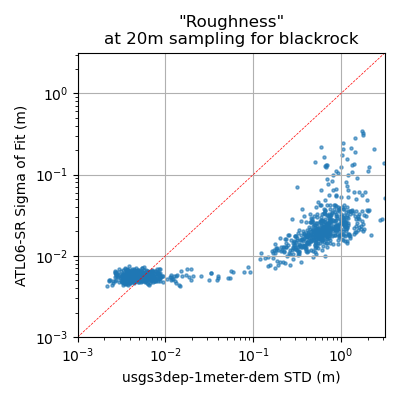 "Roughness"
at 20m sampling for blackrock
ATL06-SR Sigma of Fit (m)
10⁰
10⁻¹
10⁻²
10⁻³
10⁻³ 10⁻² 10⁻¹ 10⁰
usgs3dep-1meter-dem STD (m)